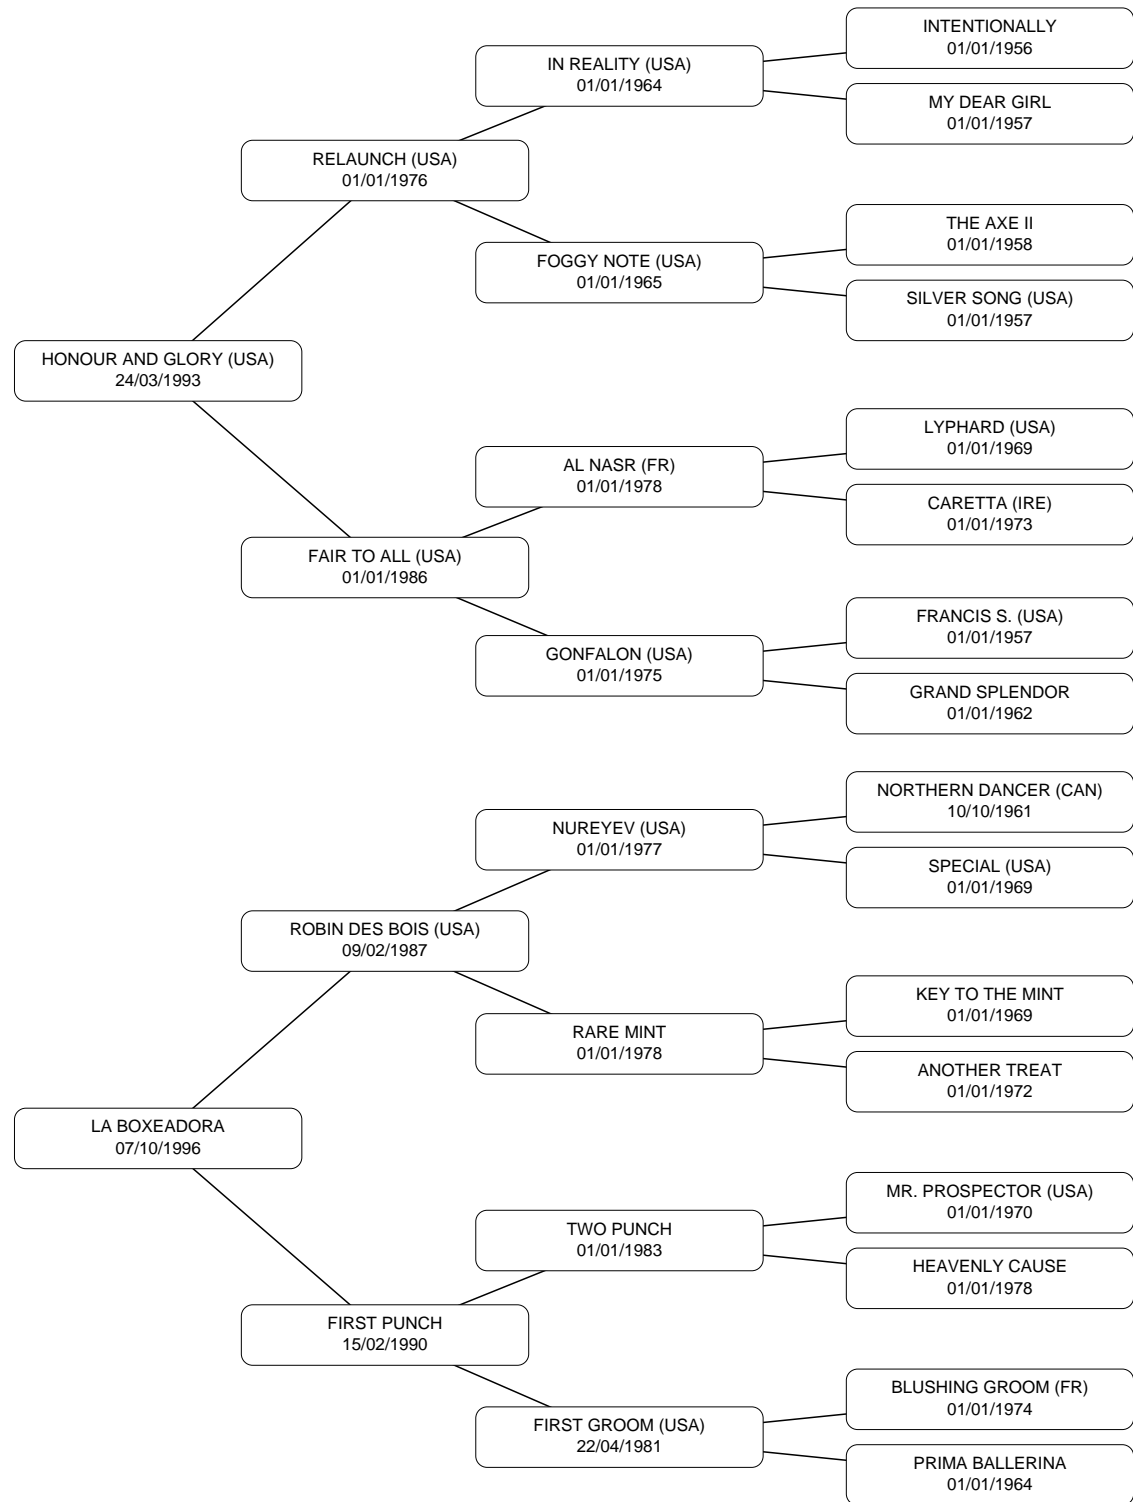 INTENTIONALLY
01/01/1956
IN REALITY (USA)
01/01/1964
MY DEAR GIRL
01/01/1957
RELAUNCH (USA)
01/01/1976
THE AXE II
01/01/1958
FOGGY NOTE (USA)
01/01/1965
SILVER SONG (USA)
01/01/1957
HONOUR AND GLORY (USA)
24/03/1993
LYPHARD (USA)
01/01/1969
AL NASR (FR)
01/01/1978
CARETTA (IRE)
01/01/1973
FAIR TO ALL (USA)
01/01/1986
FRANCIS S. (USA)
01/01/1957
GONFALON (USA)
01/01/1975
GRAND SPLENDOR
01/01/1962
NORTHERN DANCER (CAN)
10/10/1961
NUREYEV (USA)
01/01/1977
SPECIAL (USA)
01/01/1969
ROBIN DES BOIS (USA)
09/02/1987
KEY TO THE MINT
01/01/1969
RARE MINT
01/01/1978
ANOTHER TREAT
01/01/1972
LA BOXEADORA
07/10/1996
MR. PROSPECTOR (USA)
01/01/1970
TWO PUNCH
01/01/1983
HEAVENLY CAUSE
01/01/1978
FIRST PUNCH
15/02/1990
BLUSHING GROOM (FR)
01/01/1974
FIRST GROOM (USA)
22/04/1981
PRIMA BALLERINA
01/01/1964